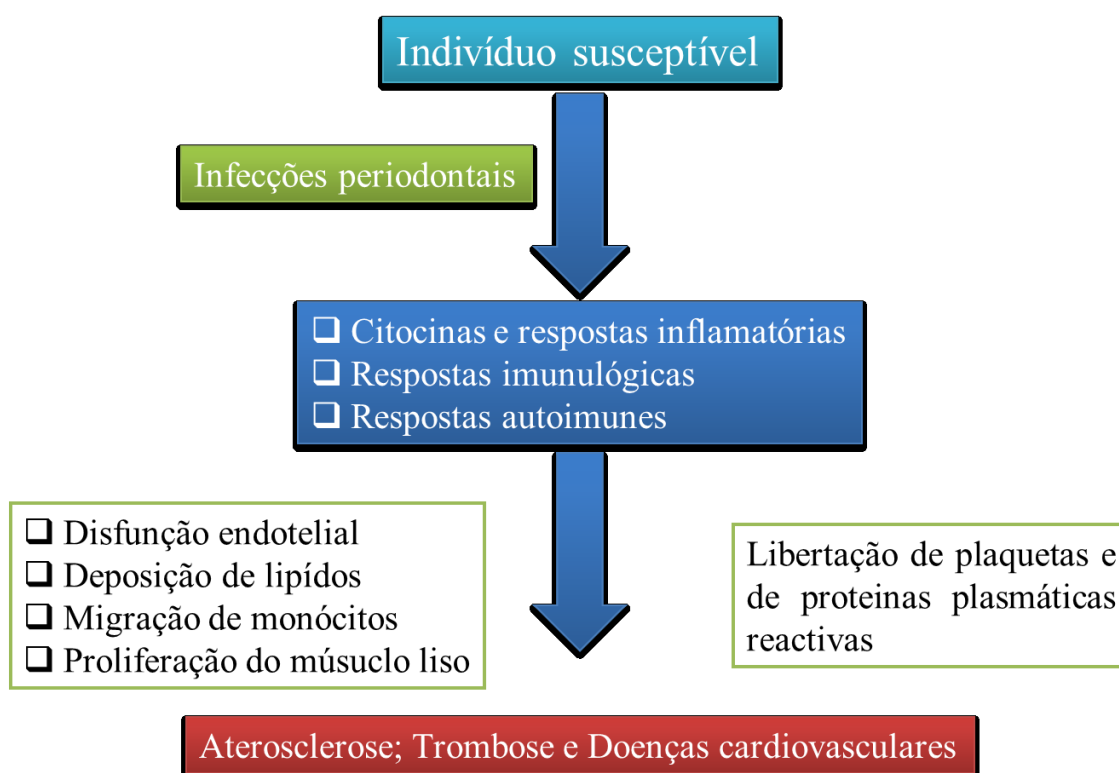 Indivíduo susceptível
Infecções periodontais
❑ Citocinas e respostas inflamatórias
❑ Respostas imunulógicas
❑ Respostas autoimunes
❑ Disfunção endotelial
❑ Deposição de lipídos
❑ Migração de monócitos
❑ Proliferação do músuclo liso
Libertação de plaquetas e
de proteinas plasmáticas
reactivas
Aterosclerose; Trombose e Doenças cardiovasculares